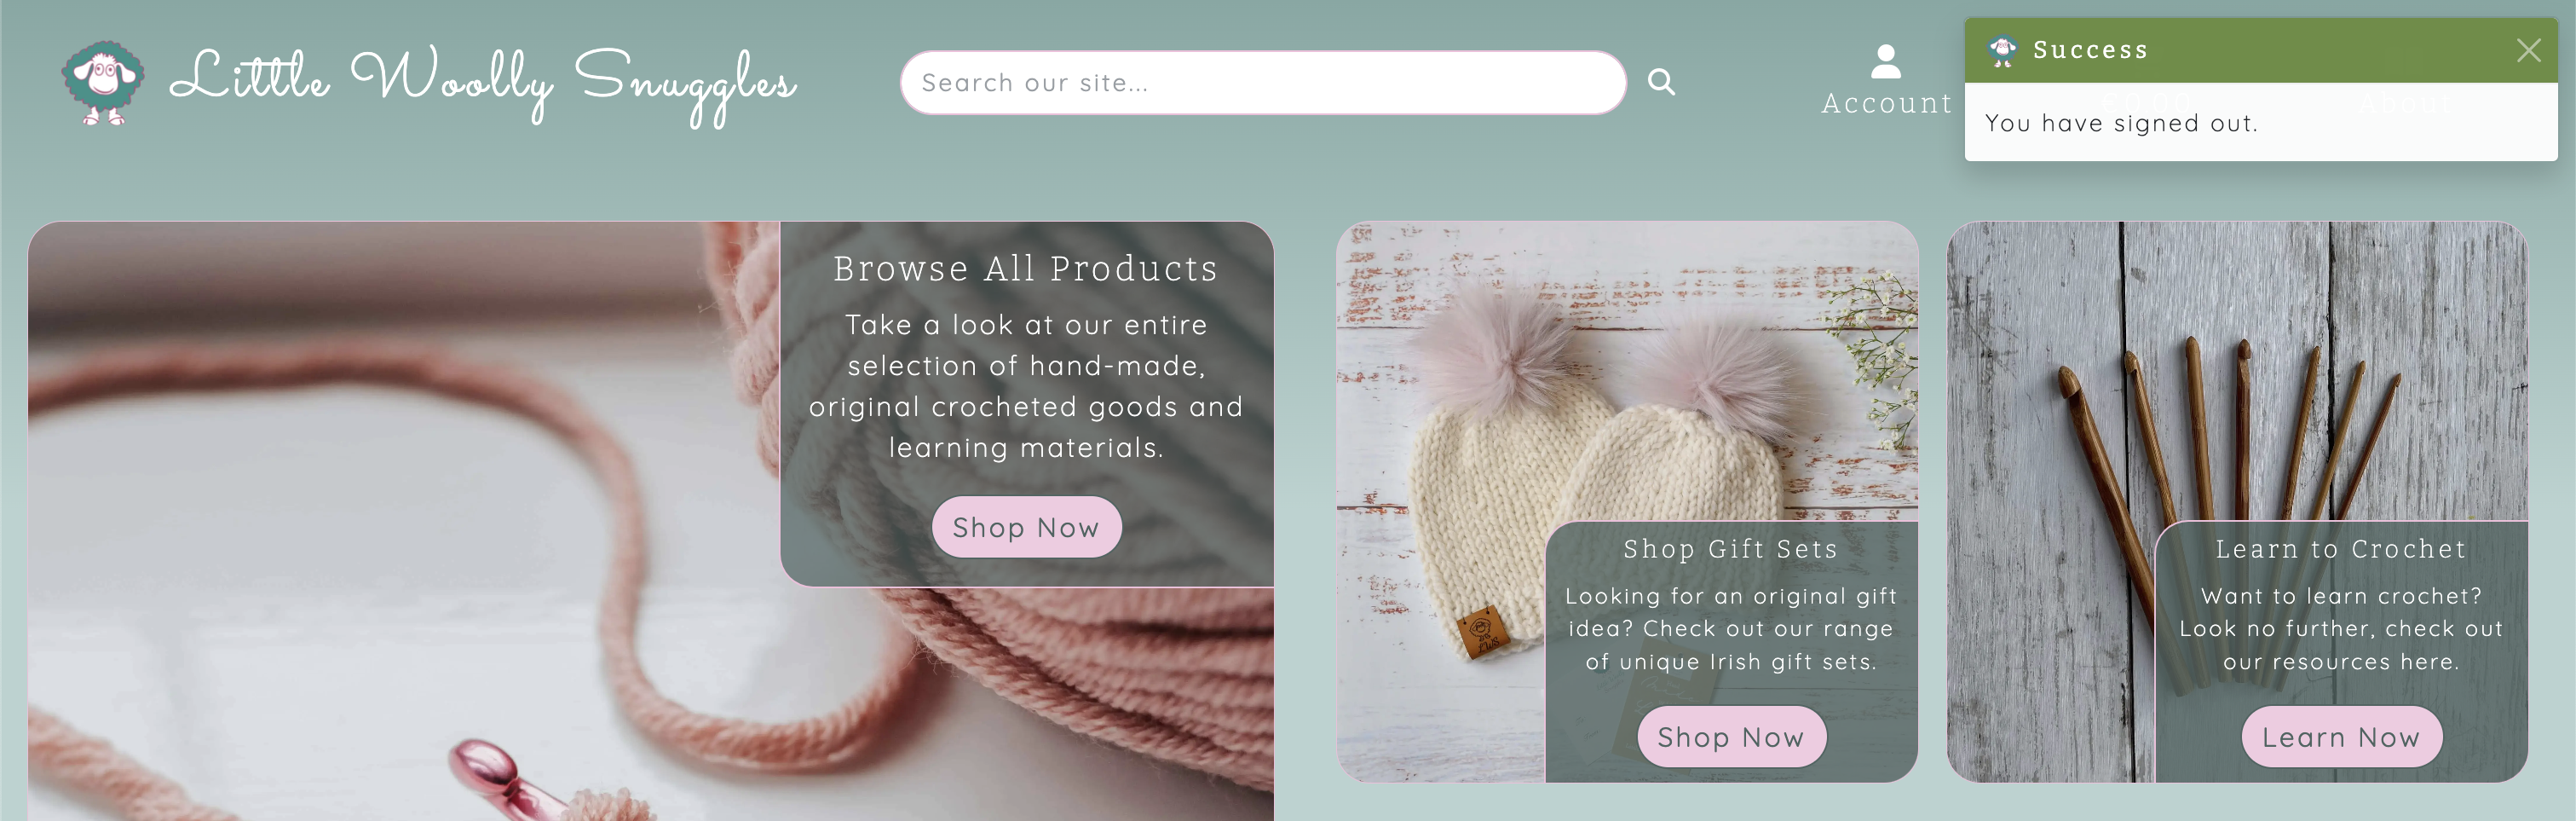 Little Woolly Snuggles
Search our site...
Account
Success
You have signed out.
Browse All Products
Take a look at our entire
selection of hand-made,
original crocheted goods and
learning materials.
Shop Now
Shop Gift Sets
Looking for an original gift
idea? Check out our range
of unique Irish gift sets.
Shop Now
Learn to Crochet
Want to learn crochet?
Look no further, check out
our resources here.
Learn Now